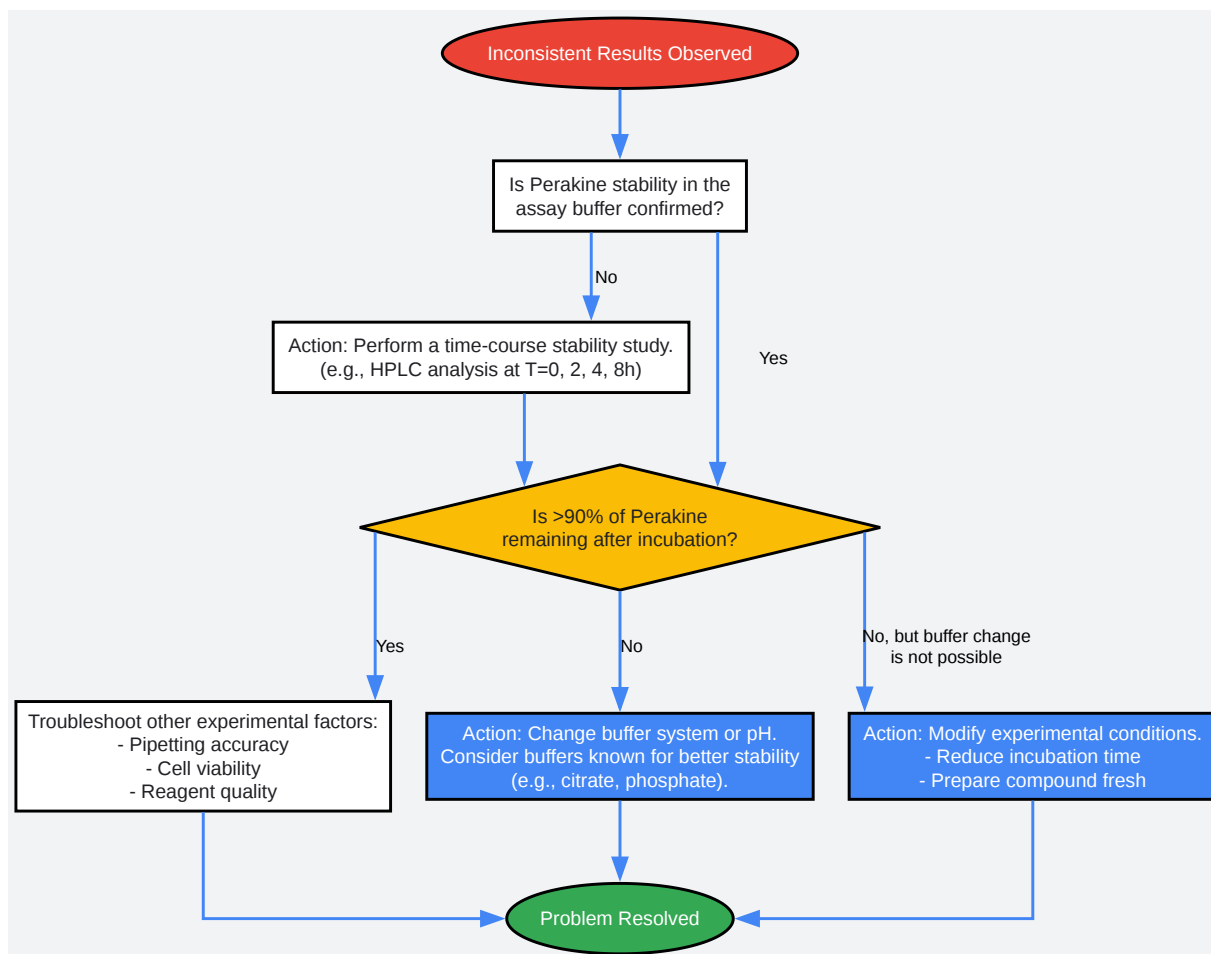 Inconsistent Results Observed
Is Perakine stability in the
assay buffer confirmed?
No
Action: Perform a time-course stability study.
(e.g., HPLC analysis at T=0, 2, 4, 8h)
Yes
Is >90% of Perakine
remaining after incubation?
Yes
No
No, but buffer change
is not possible
Troubleshoot other experimental factors:
- Pipetting accuracy
- Cell viability
- Reagent quality
Action: Change buffer system or pH.
Consider buffers known for better stability
(e.g., citrate, phosphate).
Action: Modify experimental conditions.
- Reduce incubation time
- Prepare compound fresh
Problem Resolved